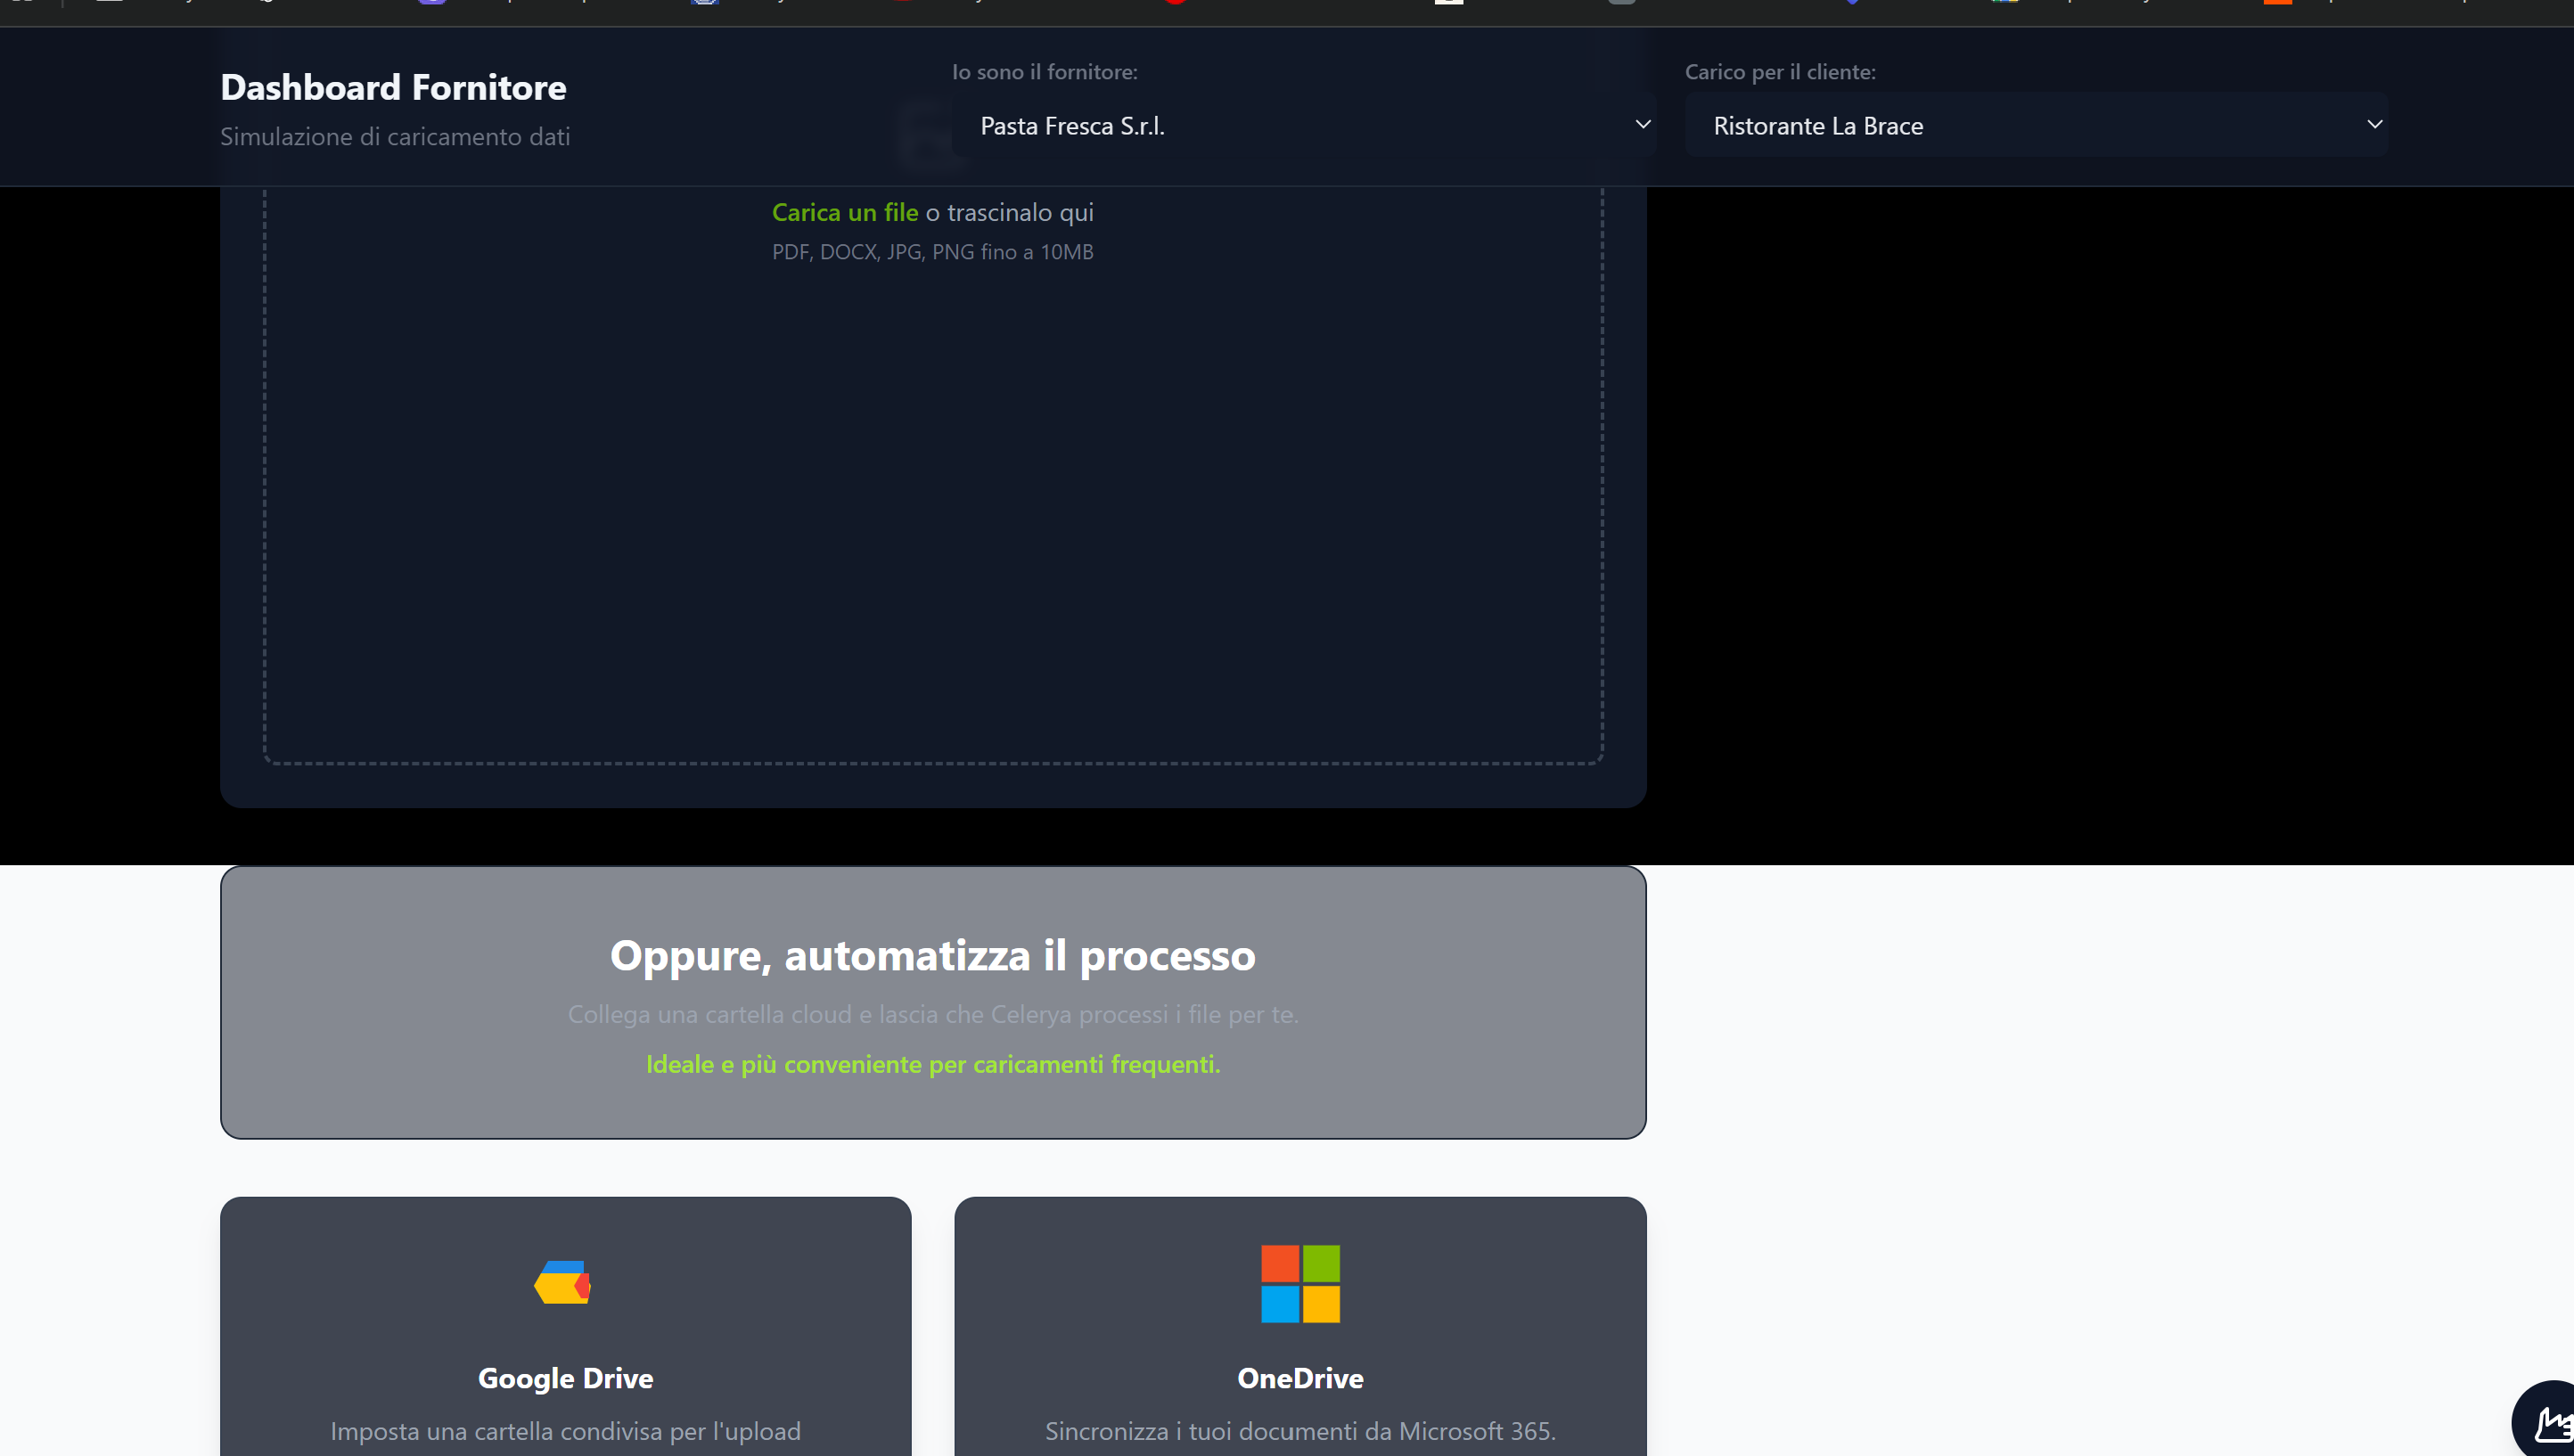 Dashboard Fornitore
Simulazione di caricamento dati
Io sono il fornitore:
Pasta Fresca S.r.l.
Carico per il cliente:
Ristorante La Brace
Carica un file o trascinalo qui
PDF, DOCX, JPG, PNG fino a 10MB
Oppure, automatizza il processo
Collega una cartella cloud e lascia che Celerya processi i file per te.
Ideale e più conveniente per caricamenti frequenti.
Google Drive
Imposta una cartella condivisa per l'upload
OneDrive
Sincronizza i tuoi documenti da Microsoft 365.